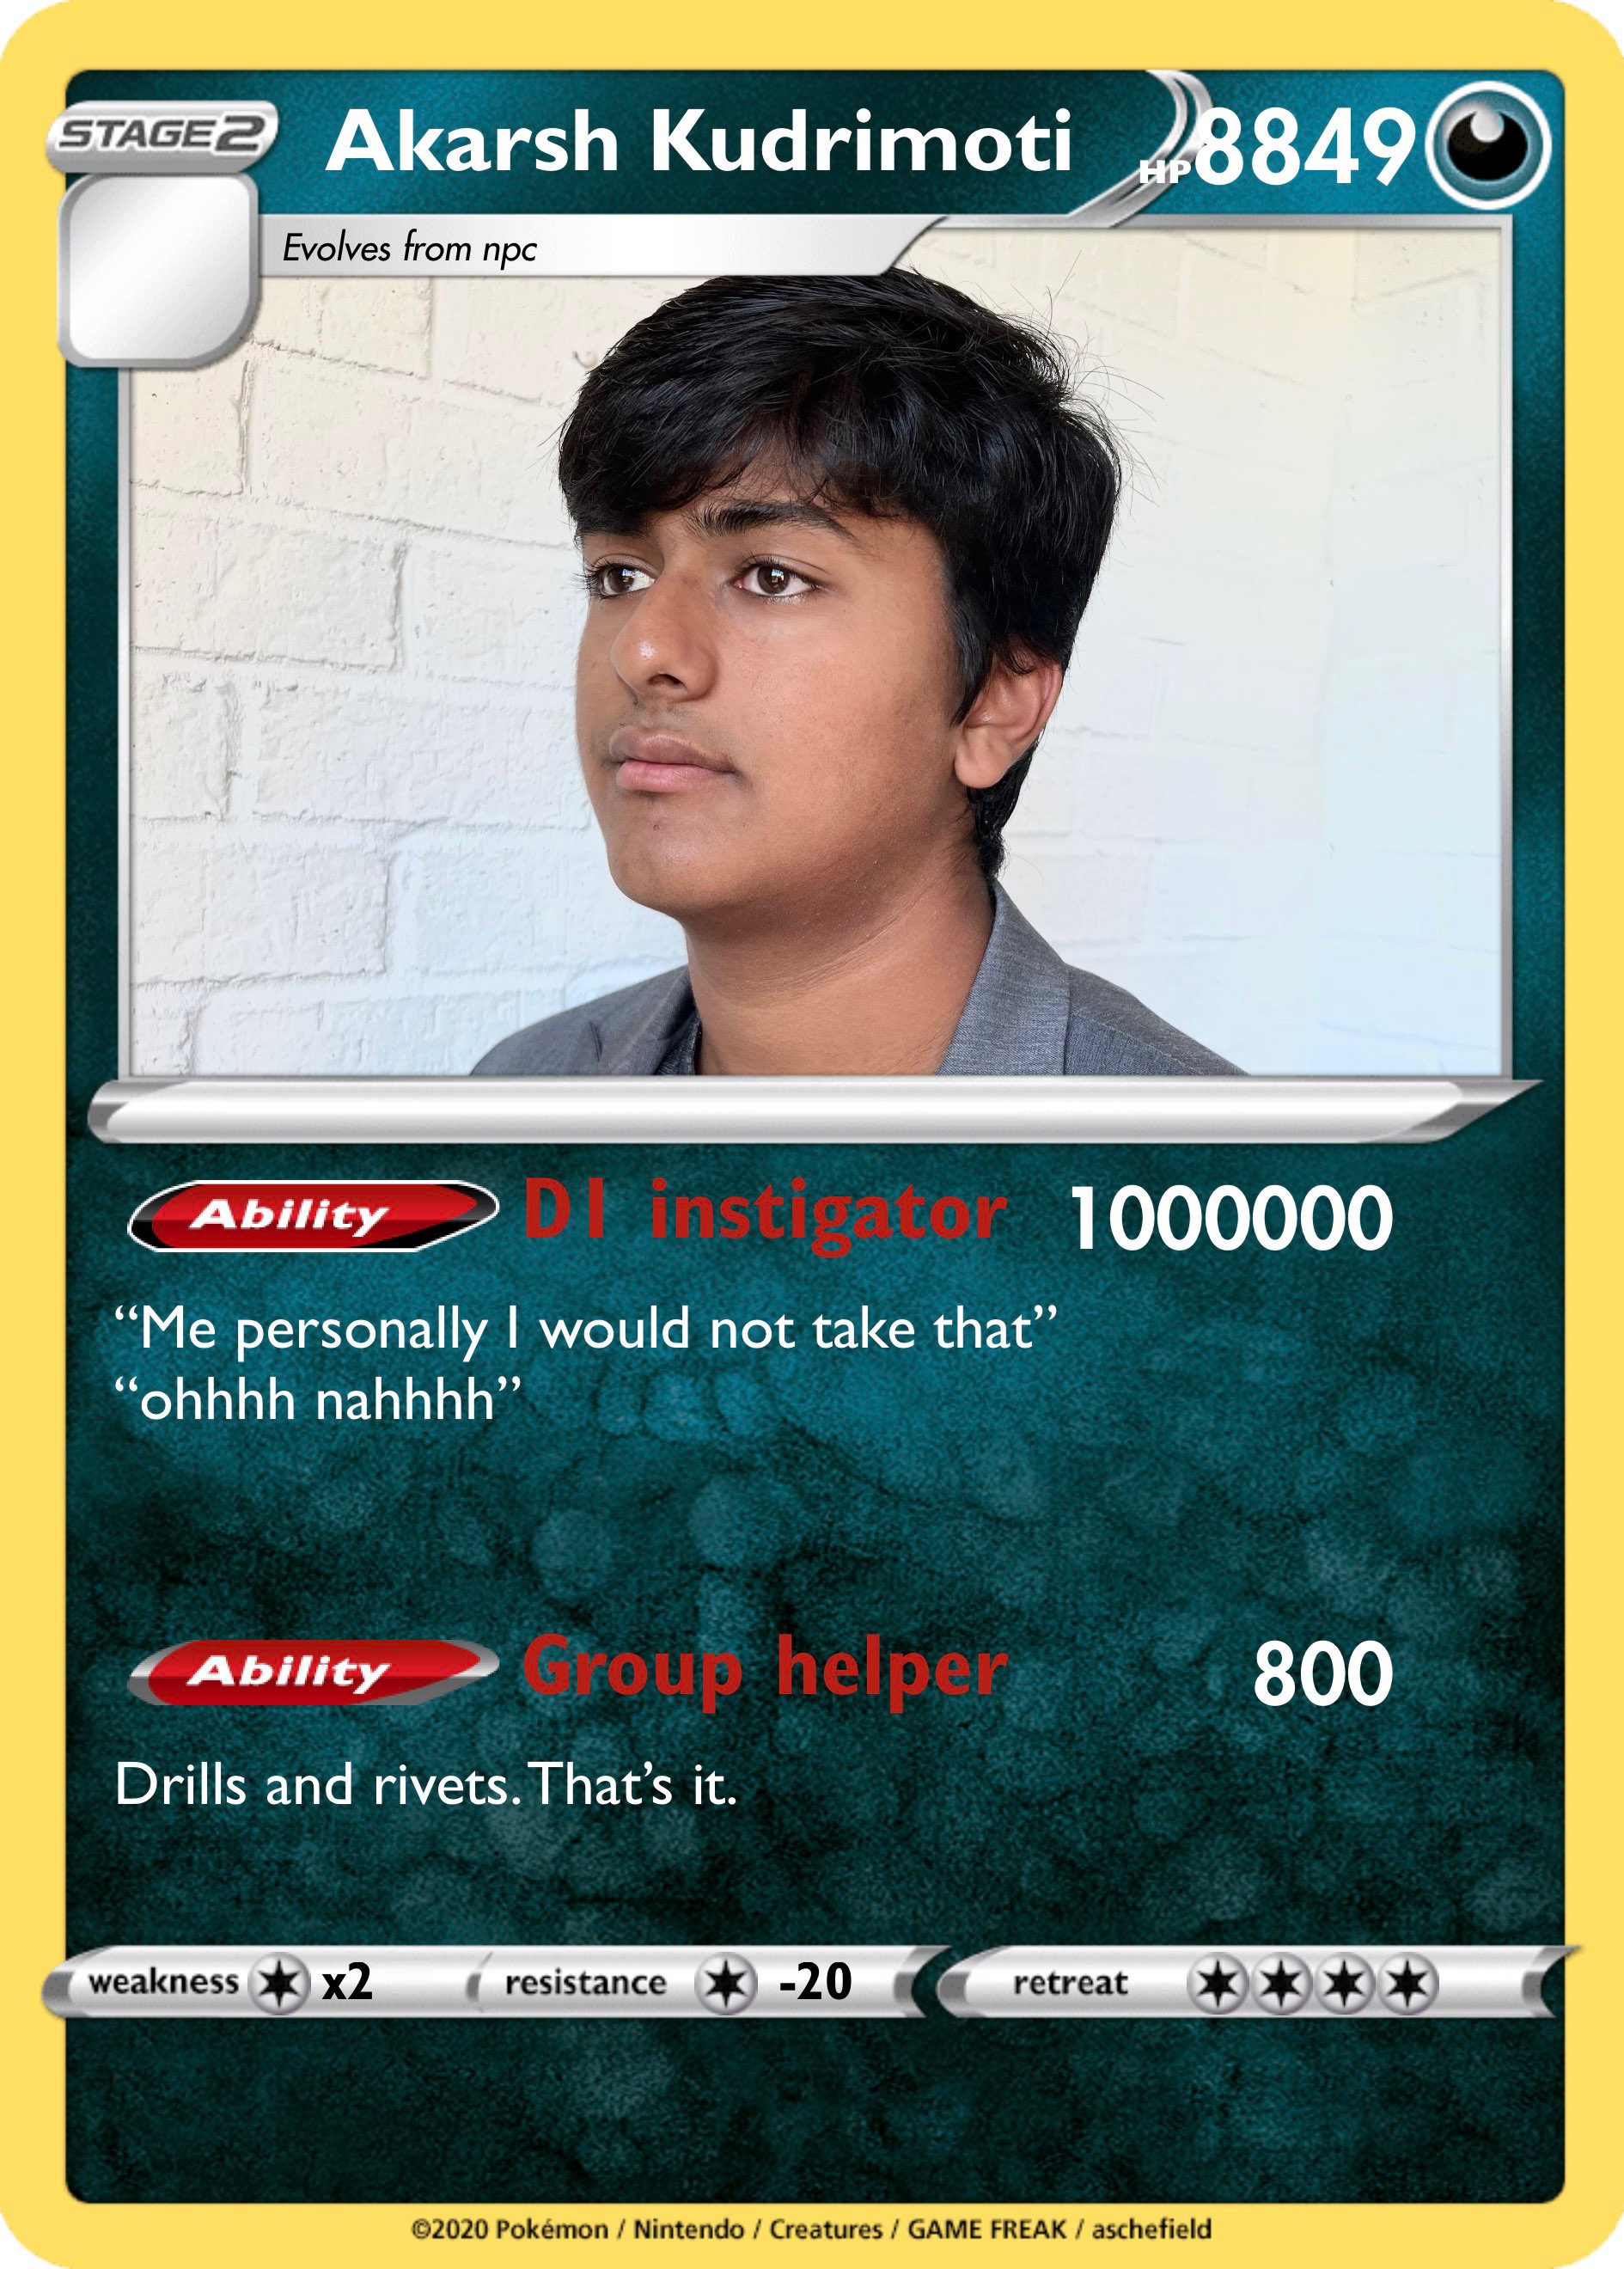 STAGE2
Akarsh Kudrimoti
HP8849
Evolves from npc
Ability D1 instigator 1000000
“Me personally I would not take that”
“ohhhh nahhhh”
Ability Group helper 800
Drills and rivets. That’s it.
weakness x2 resistance -20 retreat
©2020 Pokémon / Nintendo / Creatures / GAME FREAK / aschefield